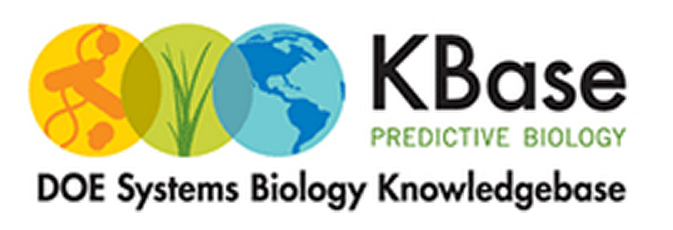 KBase
PREDICTIVE BIOLOGY
DOE Systems Biology Knowledgebase